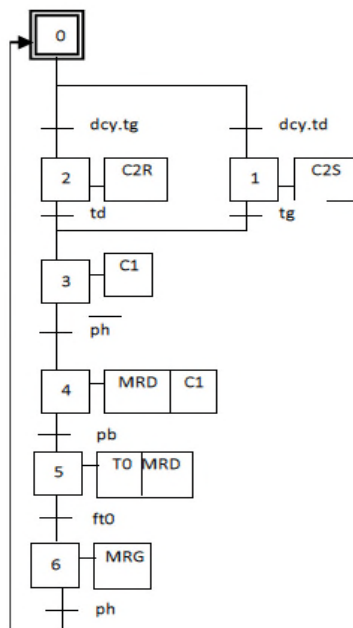 0
dcy.tg dcy.td
2 C2R 1 C2S
td tg
3 C1
ph
4 MRD C1
pb
5 T0 MRD
ft0
6 MRG
ph